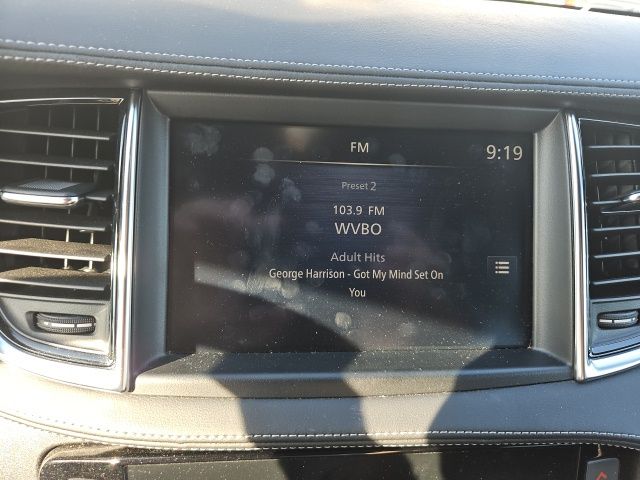 FM
9:19
Preset 2
103.9 FM
WVBO
Adult Hits
George Harrison - Got My Mind Set On
You